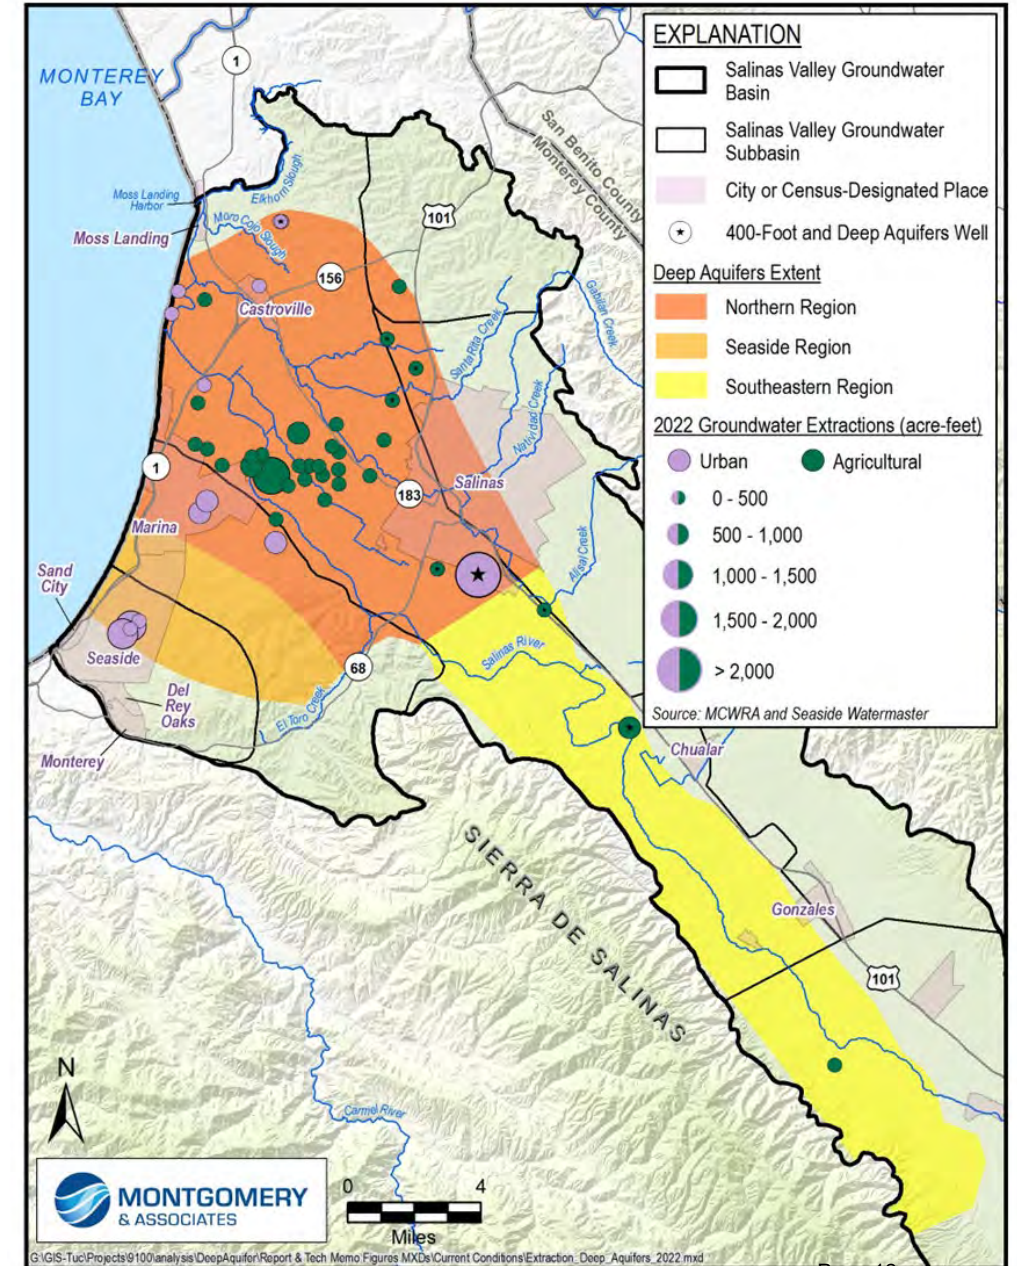 MONTEREY
BAY
1
San Benito County
Monterey County
Elkhorn Slough
Moss Landing
Harbor
101
Moro Cojo Slough
Moss Landing
156
Gabilan Creek
Castroville
Santa Rita Creek
Natividad Creek
1
183
Salinas
Marina
Alisal Creek
Sand
City
Seaside
68
Salinas River
Del
Rey
Oaks
El Toro Creek
Monterey
Chualar
SIERRA DE SALINAS
Gonzales
101
Carmel River
EXPLANATION
Salinas Valley Groundwater
Basin
Salinas Valley Groundwater
Subbasin
City or Census-Designated Place
400-Foot and Deep Aquifers Well
Deep Aquifers Extent
Northern Region
Seaside Region
Southeastern Region
2022 Groundwater Extractions (acre-feet)
Urban
Agricultural
0 - 500
500 - 1,000
1,000 - 1,500
1,500 - 2,000
> 2,000
Source: MCWRA and Seaside Watermaster
N
MONTGOMERY
& ASSOCIATES
0 4
Miles
G:\GIS-Tuc\Projects\9100\analysis\DeepAquifer\Report & Tech Memo Figures MXDs\Current Conditions\Extraction_Deep_Aquifers_2022.mxd